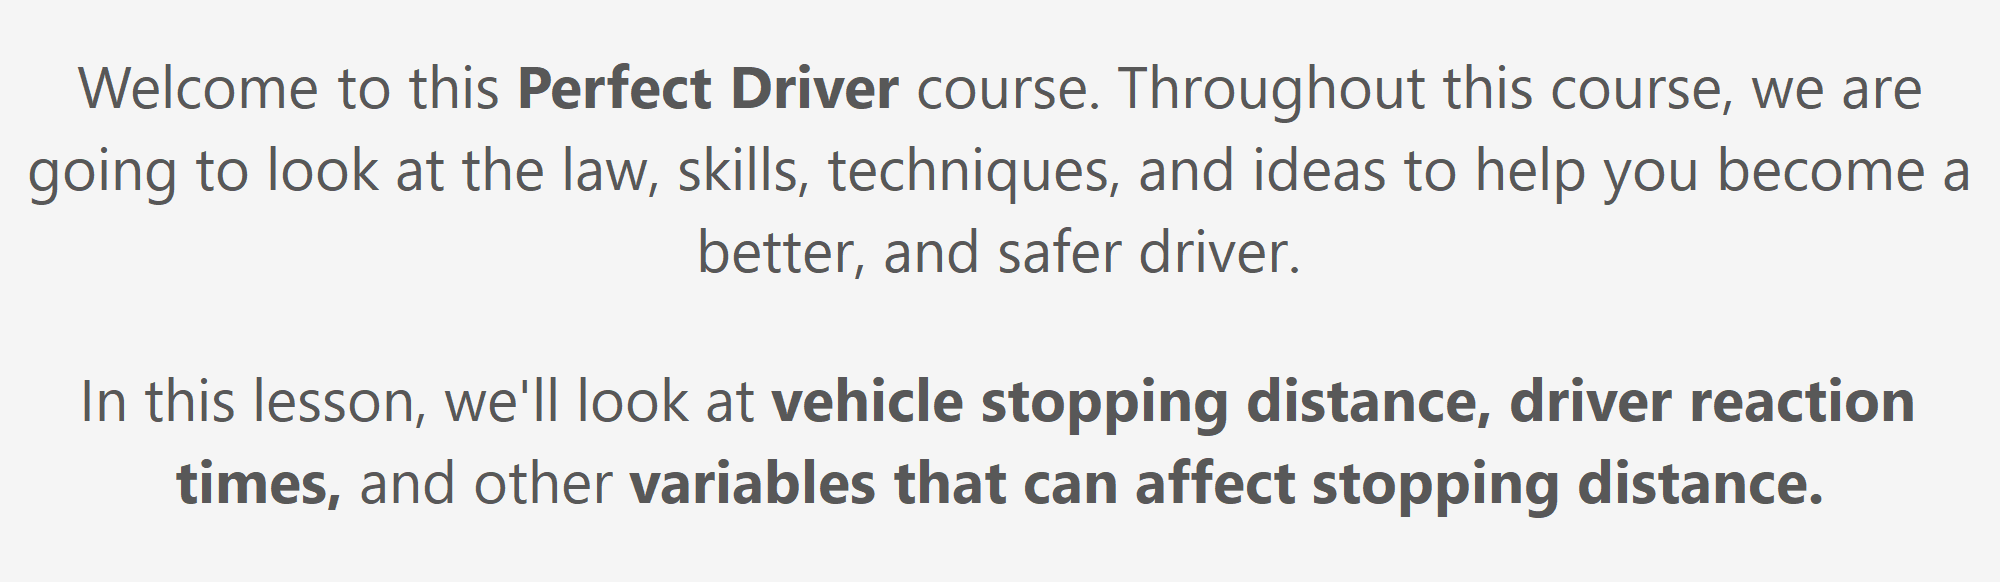 Welcome to this Perfect Driver course. Throughout this course, we are
going to look at the law, skills, techniques, and ideas to help you become a
better, and safer driver.
In this lesson, we'll look at vehicle stopping distance, driver reaction
times, and other variables that can affect stopping distance.